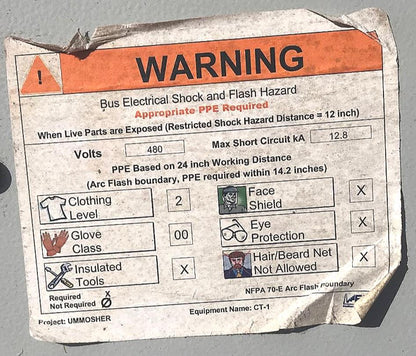 !
WARNING
Bus Electrical Shock and Flash Hazard
Appropriate PPE Required
When Live Parts are Exposed (Restricted Shock Hazard Distance = 12 inch)
Volts 480 Max Short Circuit kA 12.8
PPE Based on 24 inch Working Distance
(Arc Flash boundary, PPE required within 14.2 inches)
Clothing Level 2 Face Shield X
Glove Class 00 Eye Protection X
Insulated Tools X Hair/Beard Net Not Allowed X
Required X
Not Required Ø
NFPA 70-E Arc Flash Boundary
Project: UMMOSHER Equipment Name: CT-1